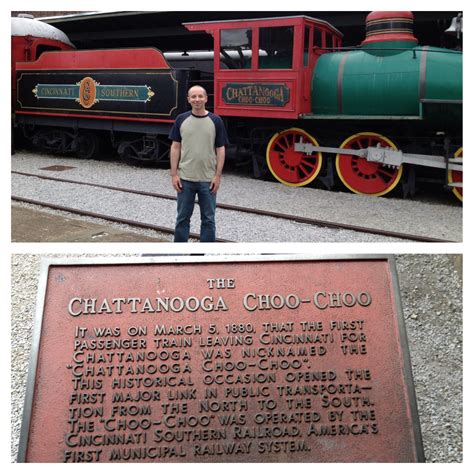 CINCINNATI SOUTHERN
CHATTANOOGA
CHOO-CHOO
THE
CHATTANOOGA CHOO-CHOO
IT WAS ON MARCH 5, 1880, THAT THE FIRST
PASSENGER TRAIN LEAVING CINCINNATI FOR
CHATTANOOGA WAS NICKNAMED THE
"CHATTANOOGA CHOO-CHOO".
THIS HISTORICAL OCCASION OPENED THE
FIRST MAJOR LINK IN PUBLIC TRANSPORTA-
TION FROM THE NORTH TO THE SOUTH.
THE "CHOO-CHOO" WAS OPERATED BY THE
CINCINNATI SOUTHERN RAILROAD, AMERICA'S
FIRST MUNICIPAL RAILWAY SYSTEM.